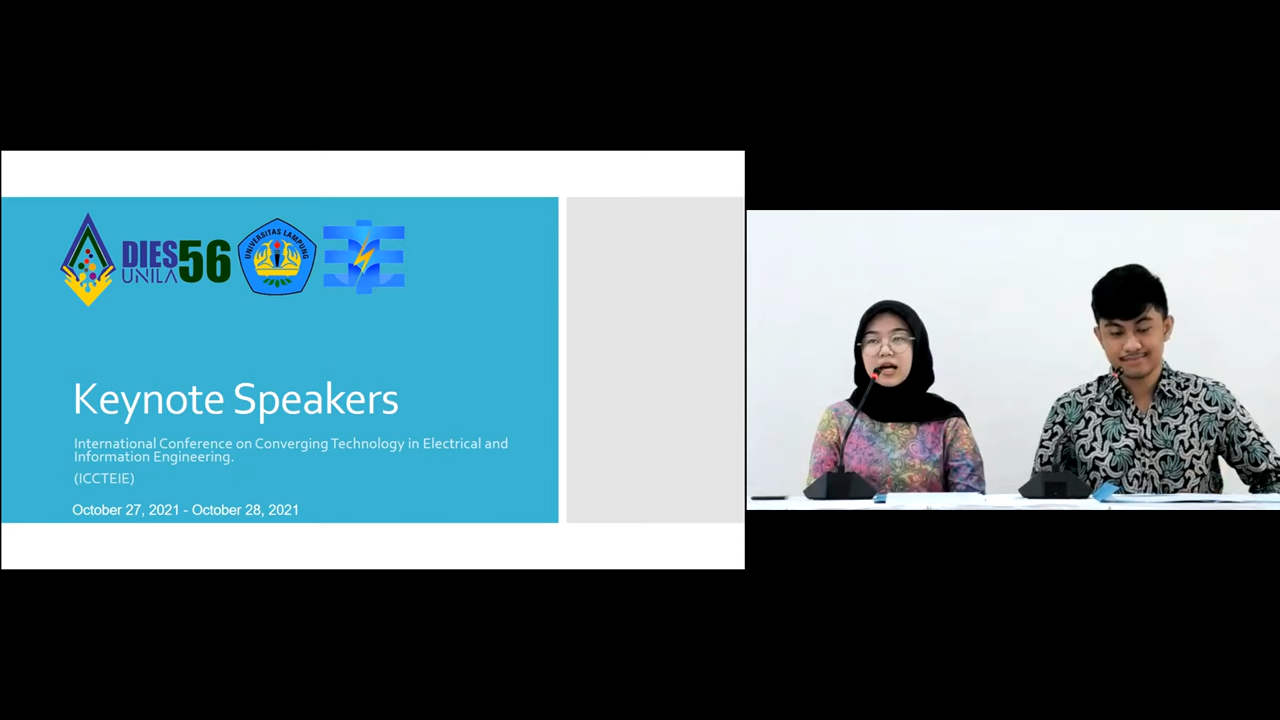 DIES 56
UNILA
UNIVERSITAS LAMPUNG
Keynote Speakers
International Conference on Converging Technology in Electrical and
Information Engineering.
(ICCTEIE)
October 27, 2021 - October 28, 2021